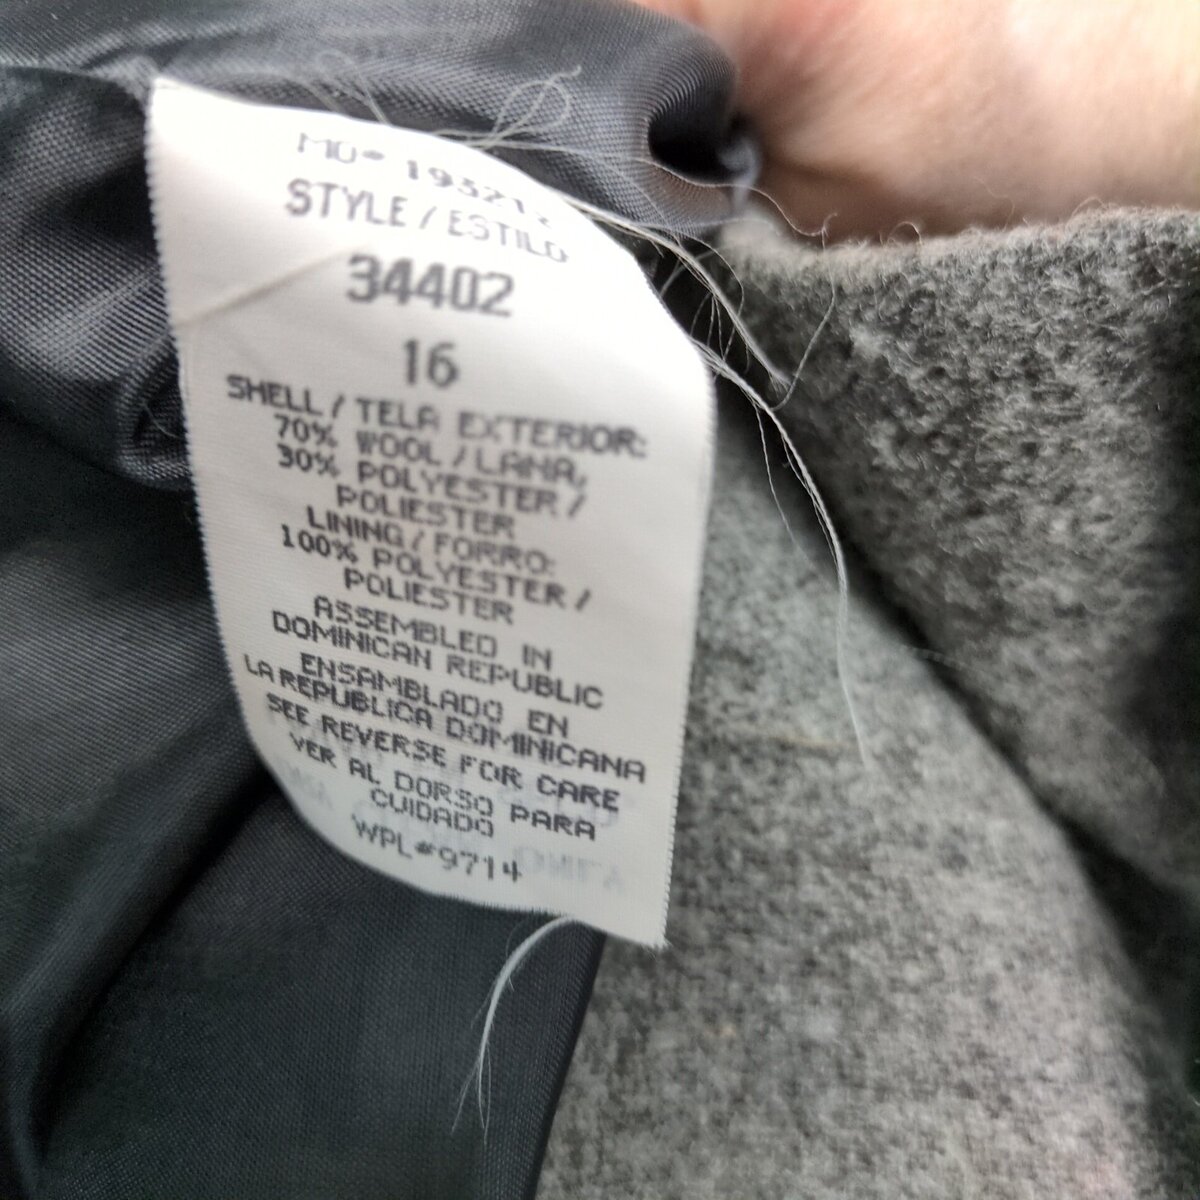 STYLE / ESTILO
34402
16
SHELL / TELA EXTERIOR:
70% WOOL / LANA,
30% POLYESTER /
POLIESTER
LINING / FORRO:
100% POLYESTER /
POLIESTER
ASSEMBLED IN
DOMINICAN REPUBLIC
ENSAMBLADO EN
LA REPUBLICA DOMINICANA
SEE REVERSE FOR CARE
VER AL DORSO PARA
CUIDADO
WPL#9714